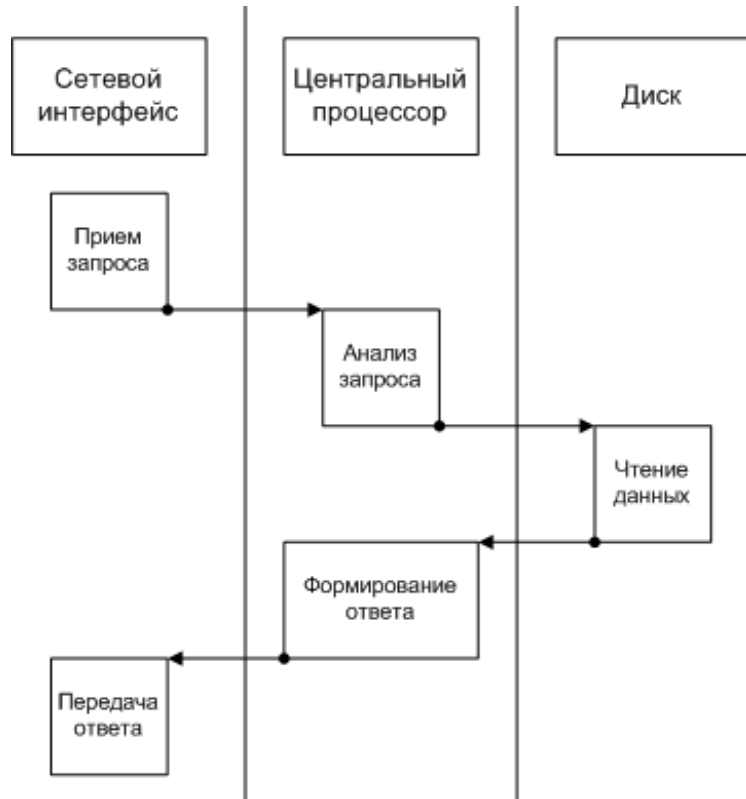 Сетевой
интерфейс
Центральный
процессор
Диск
Прием
запроса
Анализ
запроса
Чтение
данных
Формирование
ответа
Передача
ответа